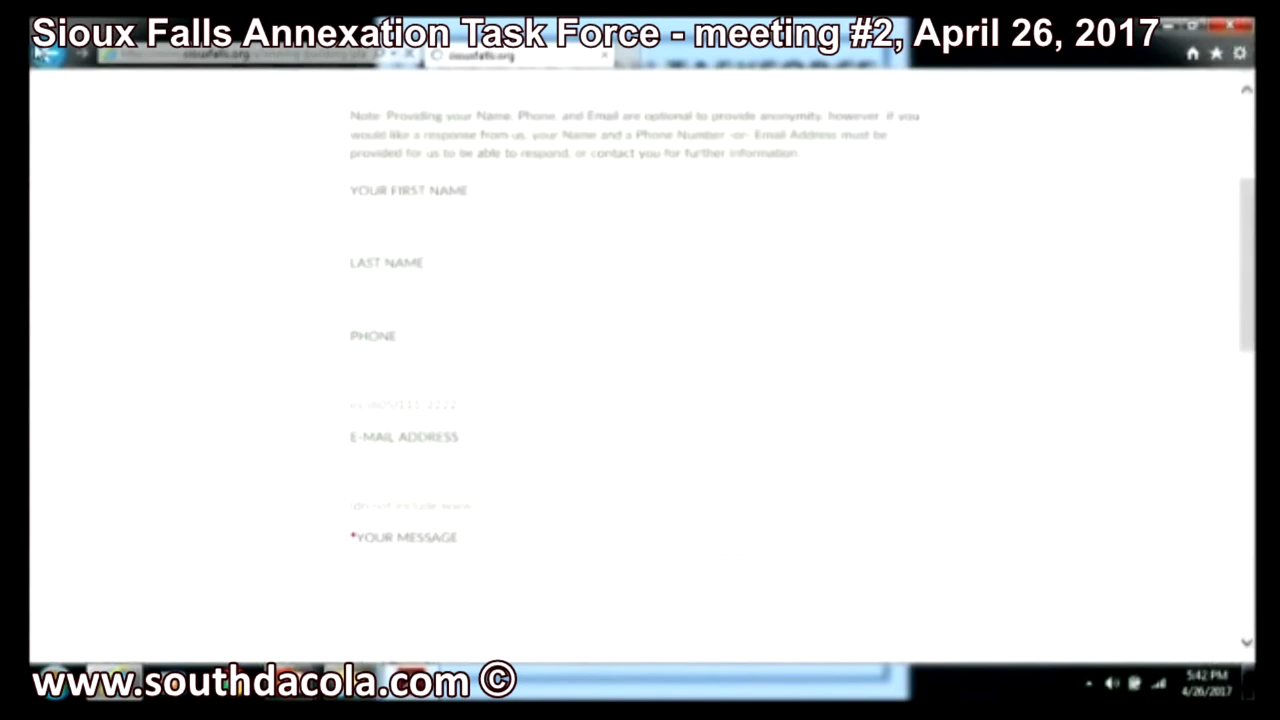 Sioux Falls Annexation Task Force - meeting #2, April 26, 2017
siouxfalls.org
Note: Providing your Name, Phone, and Email are optional to provide anonymity, however, if you
would like a response from us, your Name and a Phone Number -or- Email Address must be
provided for us to be able to respond, or contact you for further information.
YOUR FIRST NAME
LAST NAME
PHONE
E-MAIL ADDRESS
*YOUR MESSAGE
www.southdacola.com ©
5:42 PM
4/26/2017